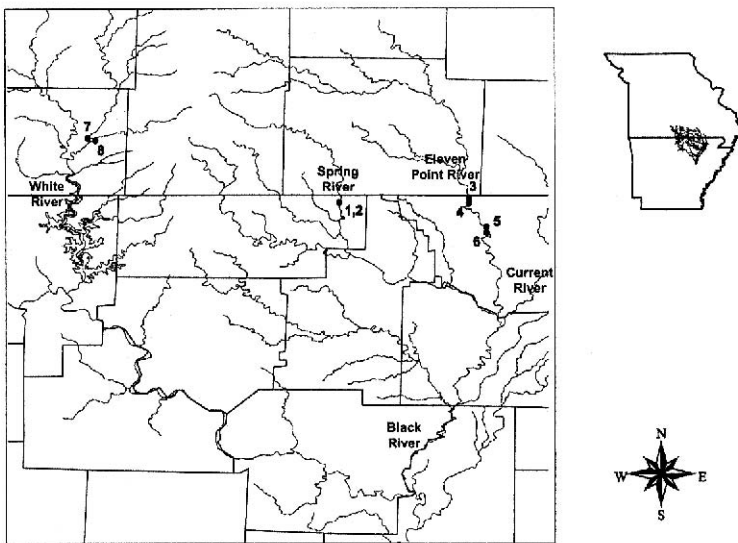 7
8
White
River
Spring
River
1,2
Eleven
Point River
3
4
5
6
Current
River
Black
River
N
W E
S